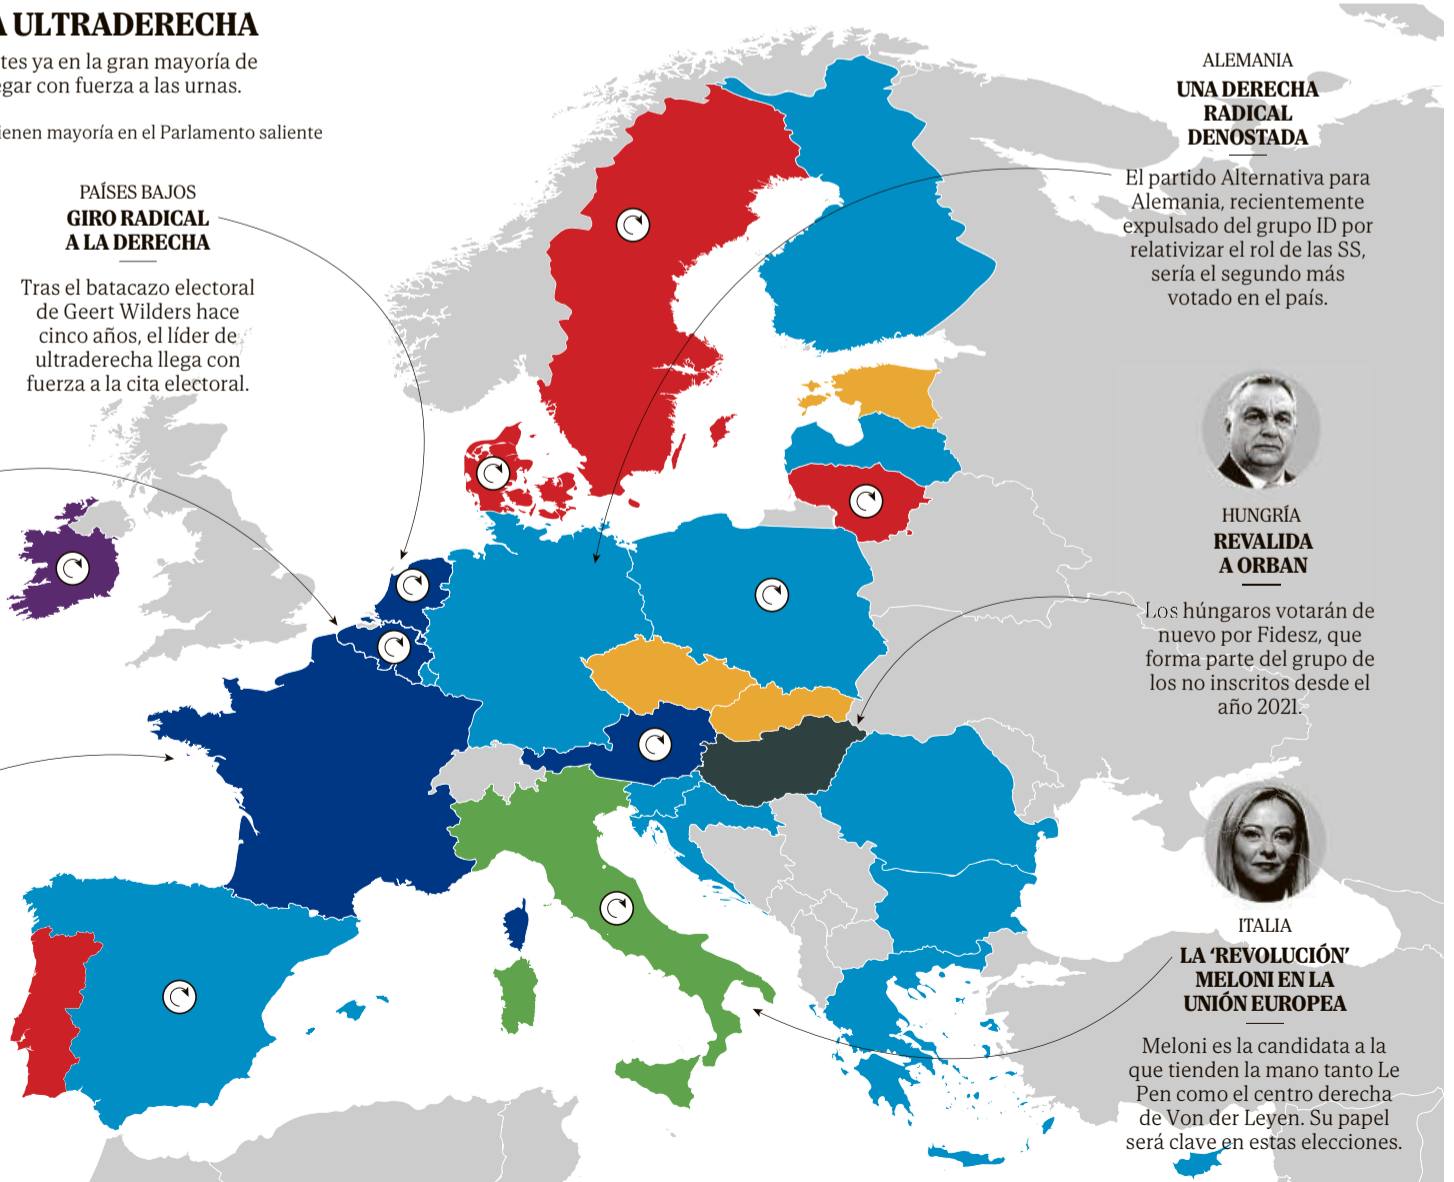 A ULTRADERECHA
tes ya en la gran mayoría de
egar con fuerza a las urnas.
ienen mayoría en el Parlamento saliente
PAÍSES BAJOS
GIRO RADICAL
A LA DERECHA
Tras el batacazo electoral
de Geert Wilders hace
cinco años, el líder de
ultraderecha llega con
fuerza a la cita electoral.
ALEMANIA
UNA DERECHA
RADICAL
DENOSTADA
El partido Alternativa para
Alemania, recientemente
expulsado del grupo ID por
relativizar el rol de las SS,
sería el segundo más
votado en el país.
HUNGRÍA
REVALIDA
A ORBAN
Los húngaros votarán de
nuevo por Fidesz, que
forma parte del grupo de
los no inscritos desde el
año 2021.
ITALIA
LA ‘REVOLUCIÓN’
MELONI EN LA
UNIÓN EUROPEA
Meloni es la candidata a la
que tienden la mano tanto Le
Pen como el centro derecha
de Von der Leyen. Su papel
será clave en estas elecciones.